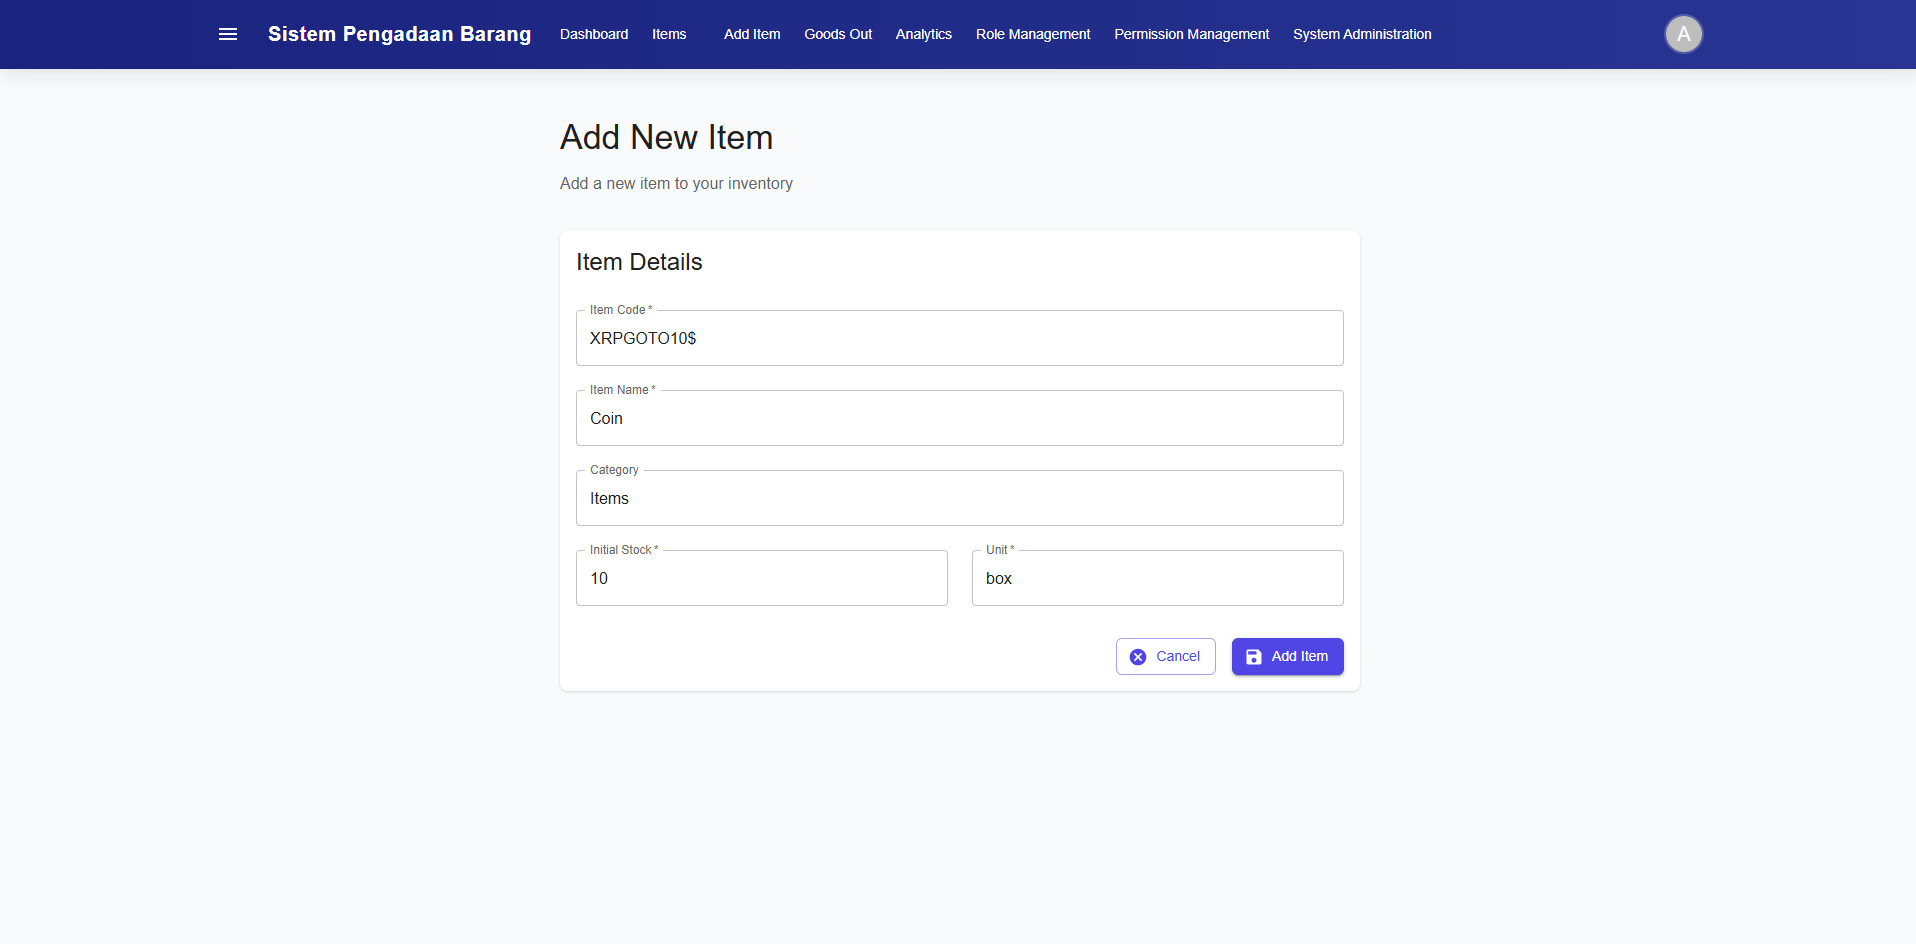 Sistem Pengadaan Barang Dashboard Items Add Item Goods Out Analytics Role Management Permission Management System Administration A
Add New Item
Add a new item to your inventory
Item Details
Item Code *
XRPGOTO10$
Item Name *
Coin
Category
Items
Initial Stock * Unit *
10 box
Cancel Add Item